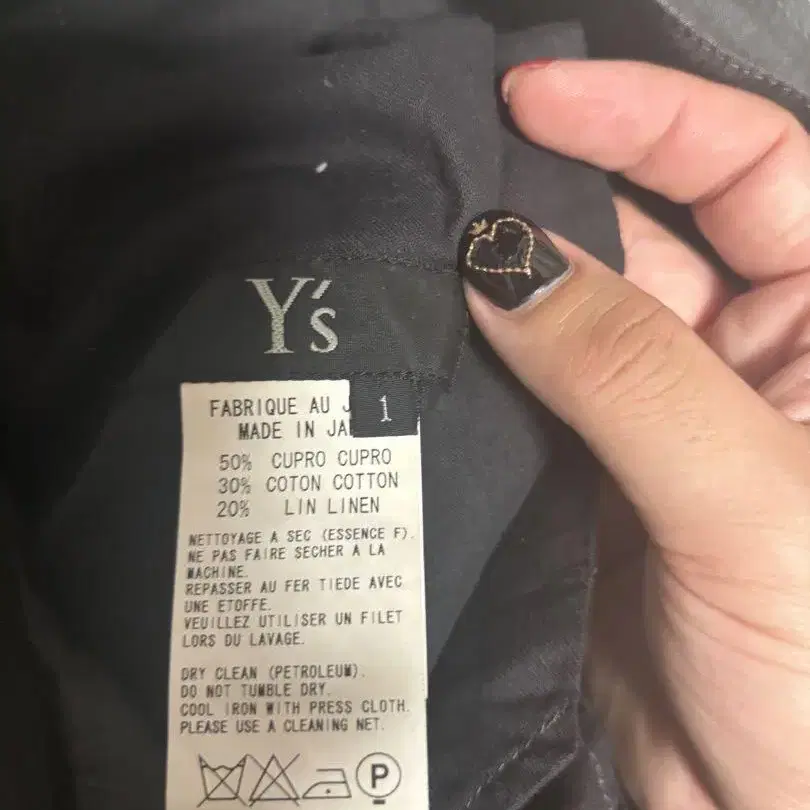 Y's
1
FABRIQUE AU
MADE IN
50% CUPRO CUPRO
30% COTON COTTON
20% LIN LINEN
NETTOYAGE A SEC (ESSENCE F).
NE PAS FAIRE SECHER A LA
MACHINE.
REPASSER AU FER TIEDE AVEC
UNE ETOFFE.
VEUILLEZ UTILISER UN FILET
LORS DU LAVAGE.
DRY CLEAN (PETROLEUM).
DO NOT TUMBLE DRY.
COOL IRON WITH PRESS CLOTH.
PLEASE USE A CLEANING NET.
P